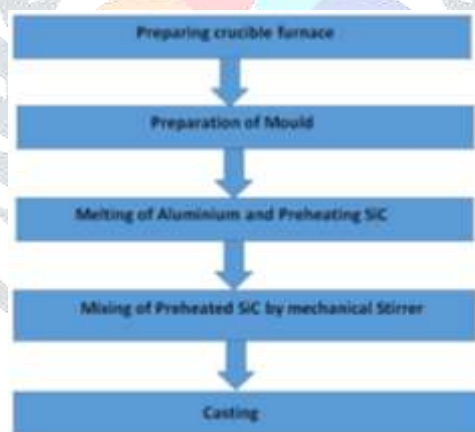 Preparing crucible furnace
Preparation of Mould
Melting of Aluminium and Preheating SiC
Mixing of Preheated SiC by mechanical Stirrer
Casting